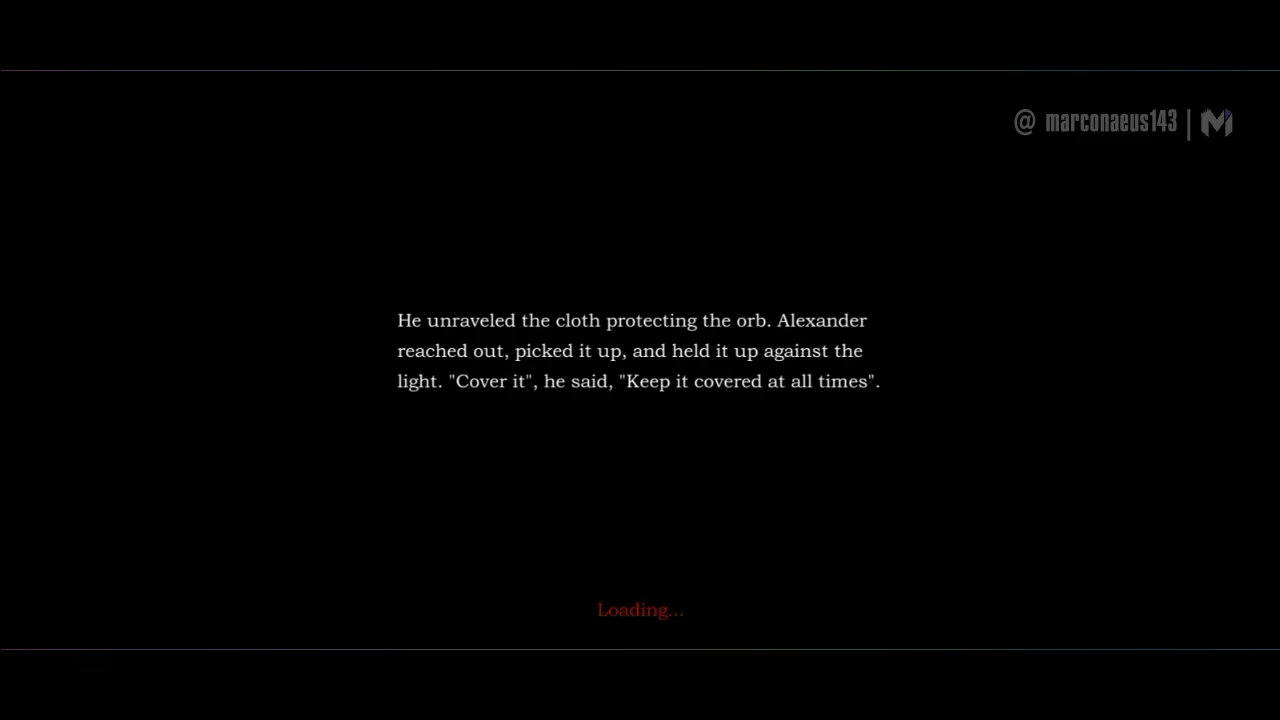 @ marconaeus143 |
He unraveled the cloth protecting the orb. Alexander
reached out, picked it up, and held it up against the
light. "Cover it", he said, "Keep it covered at all times".
Loading...